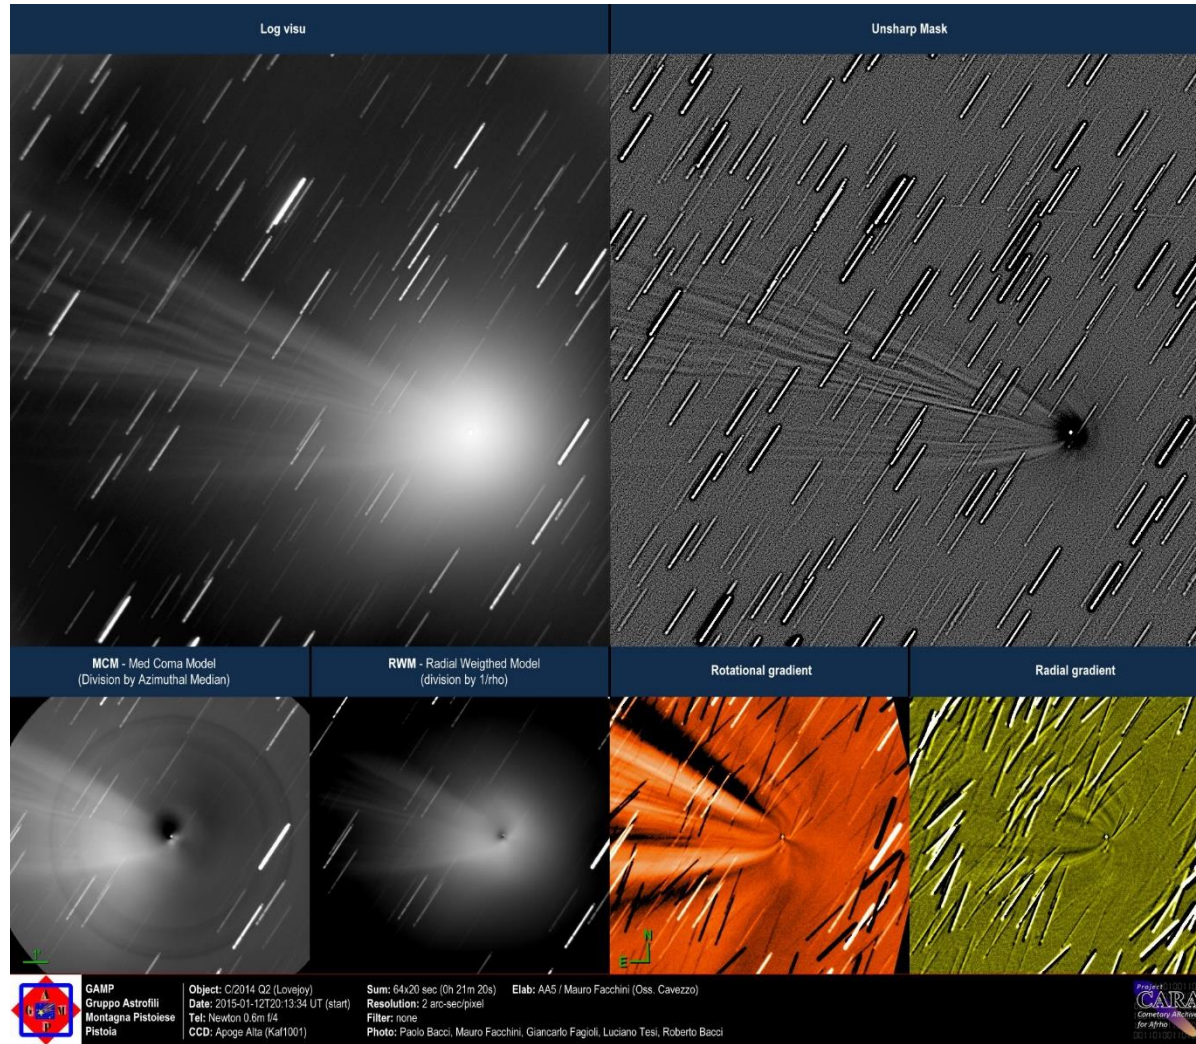 Log visu
Unsharp Mask
MCM - Med Coma Model
(Division by Azimuthal Median)
RWM - Radial Weigthed Model
(division by 1/rho)
Rotational gradient
Radial gradient
1'
N
E
A
G M
P
GAMP
Gruppo Astrofili
Montagna Pistoiese
Pistoia
Object: C/2014 Q2 (Lovejoy)
Date: 2015-01-12T20:13:34 UT (start)
Tel: Newton 0.6m f/4
CCD: Apoge Alta (Kaf1001)
Sum: 64x20 sec (0h 21m 20s)
Resolution: 2 arc-sec/pixel
Filter: none
Photo: Paolo Bacci, Mauro Facchini, Giancarlo Fagioli, Luciano Tesi, Roberto Bacci
Elab: AA5 / Mauro Facchini (Oss. Cavezzo)
Project
CARA
Cometary ARchive
for Afrho